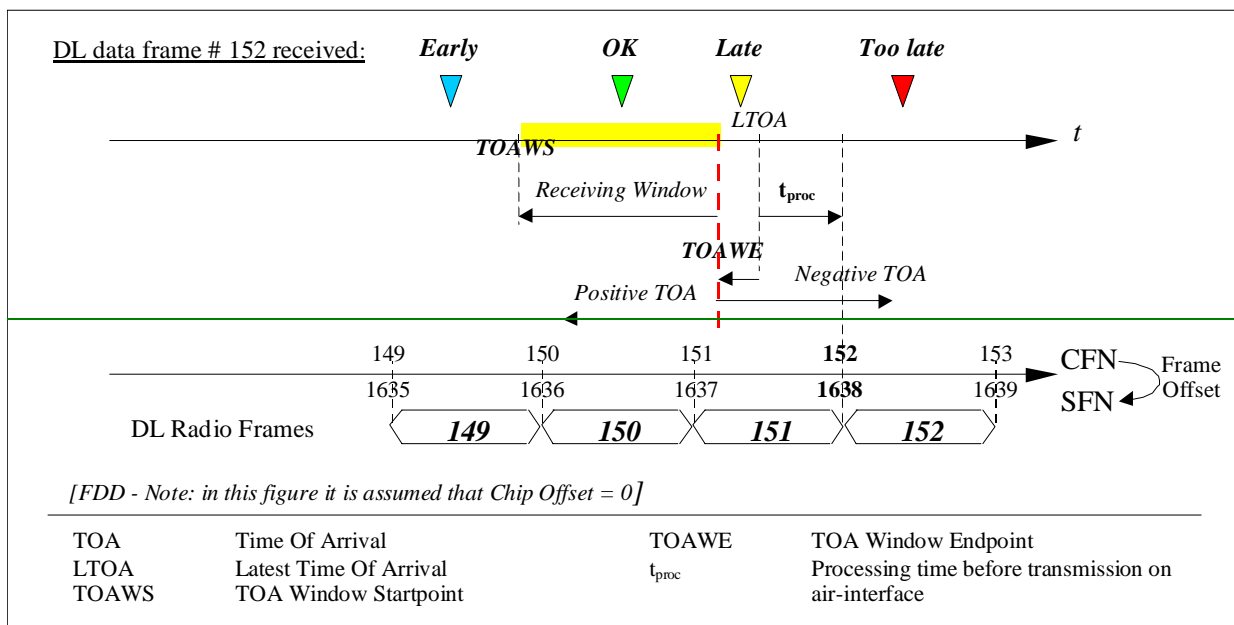 DL data frame # 152 received: Early OK Late Too late
LTOA
t
TOAWS
Receiving Window tproc
TOAWE
Negative TOA
Positive TOA
149 150 151 152 153
CFN
Frame Offset
1635 1636 1637 1638 1639
SFN
DL Radio Frames 149 150 151 152
[FDD - Note: in this figure it is assumed that Chip Offset = 0]
TOA Time Of Arrival TOAWE TOA Window Endpoint
LTOA Latest Time Of Arrival tproc Processing time before transmission on
TOAWS TOA Window Startpoint air-interface